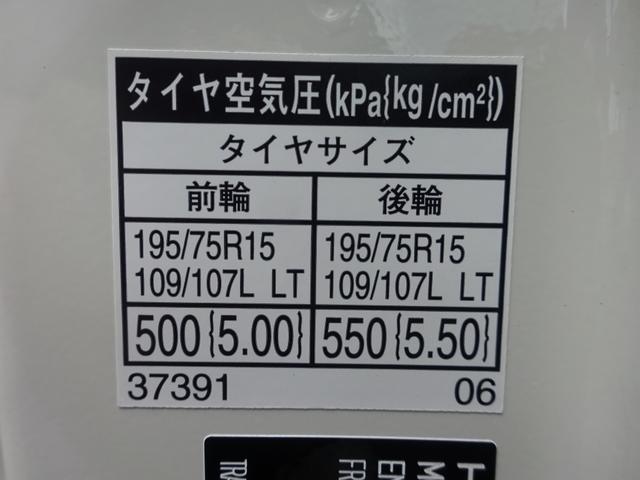 タイヤ空気圧(kPa{kg/cm²})
タイヤサイズ
前輪 後輪
195/75R15 195/75R15
109/107L LT 109/107L LT
500{5.00} 550{5.50}
37391 06